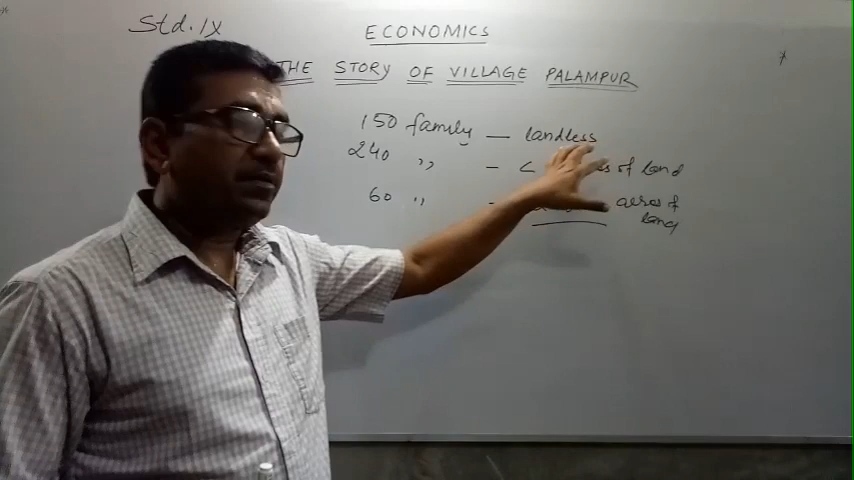 Std. IX
ECONOMICS
THE STORY OF VILLAGE PALAMPUR
150 family — landless
240 ,, - < of land
60 ,, - acres of
land